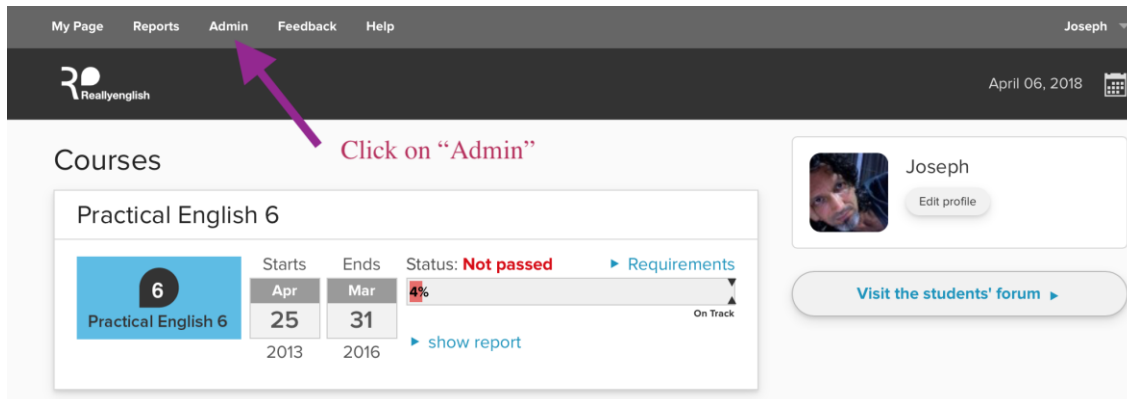 My Page Reports Admin Feedback Help Joseph
Reallyenglish
April 06, 2018
Click on “Admin”
Courses
Joseph
Edit profile
Practical English 6
Starts Ends Status: Not passed Requirements
6 Apr Mar 4%
Practical English 6 25 31 On Track
2013 2016 show report
Visit the students' forum